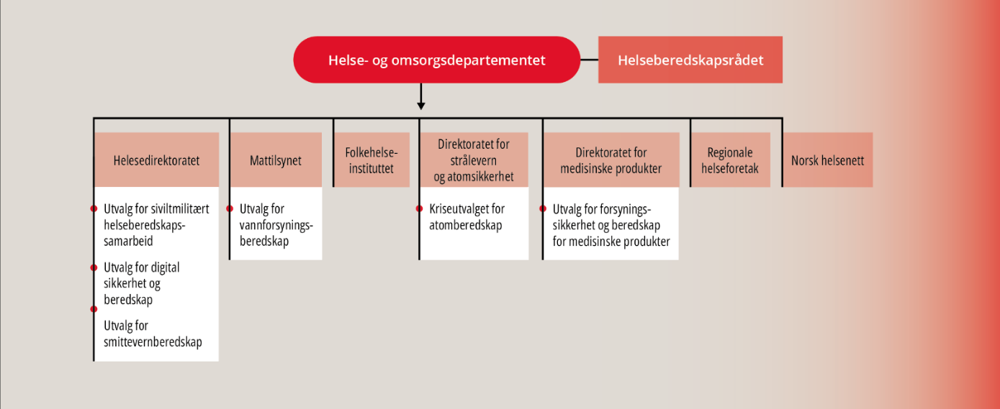 Helse- og omsorgsdepartementet
Helseberedskapsrådet
Helesedirektoratet
Utvalg for siviltmilitært
helseberedskaps-
samarbeid
Utvalg for digital
sikkerhet og
beredskap
Utvalg for
smittevernberedskap
Mattilsynet
Utvalg for
vannforsynings-
beredskap
Folkehelse-
instituttet
Direktoratet for
strålevern
og atomsikkerhet
Kriseutvalget for
atomberedskap
Direktoratet for
medisinske produkter
Utvalg for forsynings-
sikkerhet og beredskap
for medisinske produkter
Regionale
helseforetak
Norsk helsenett